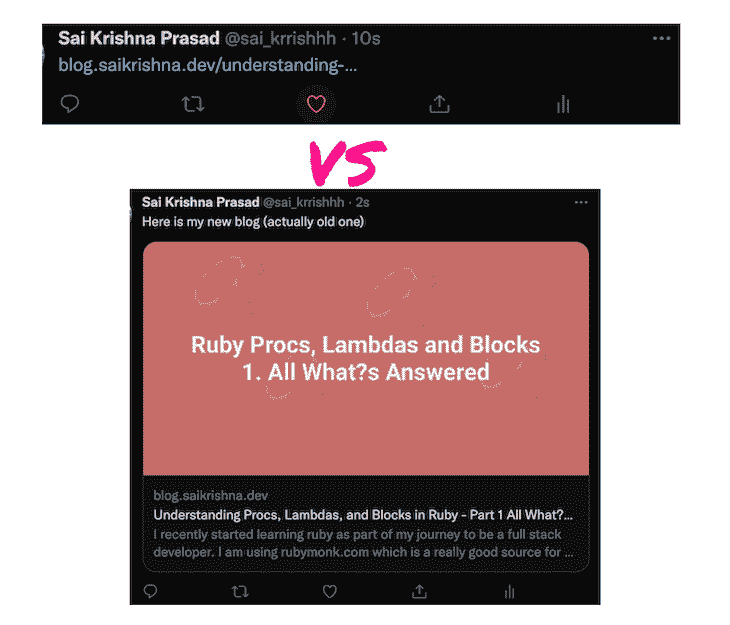 Sai Krishna Prasad @sai_krrishhh · 10s
blog.saikrishna.dev/understanding-...
VS
Sai Krishna Prasad @sai_krrishhh · 2s
Here is my new blog (actually old one)
Ruby Procs, Lambdas and Blocks
1. All What?s Answered
blog.saikrishna.dev
Understanding Procs, Lambdas, and Blocks in Ruby - Part 1 All What?...
I recently started learning ruby as part of my journey to be a full stack
developer. I am using rubymonk.com which is a really good source for ...